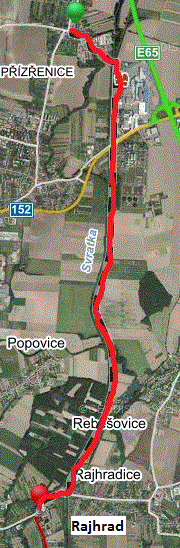 E65
PŘÍZŘENICE
152
Svratka
Popovice
Rebešovice
Rajhradice
Rajhrad